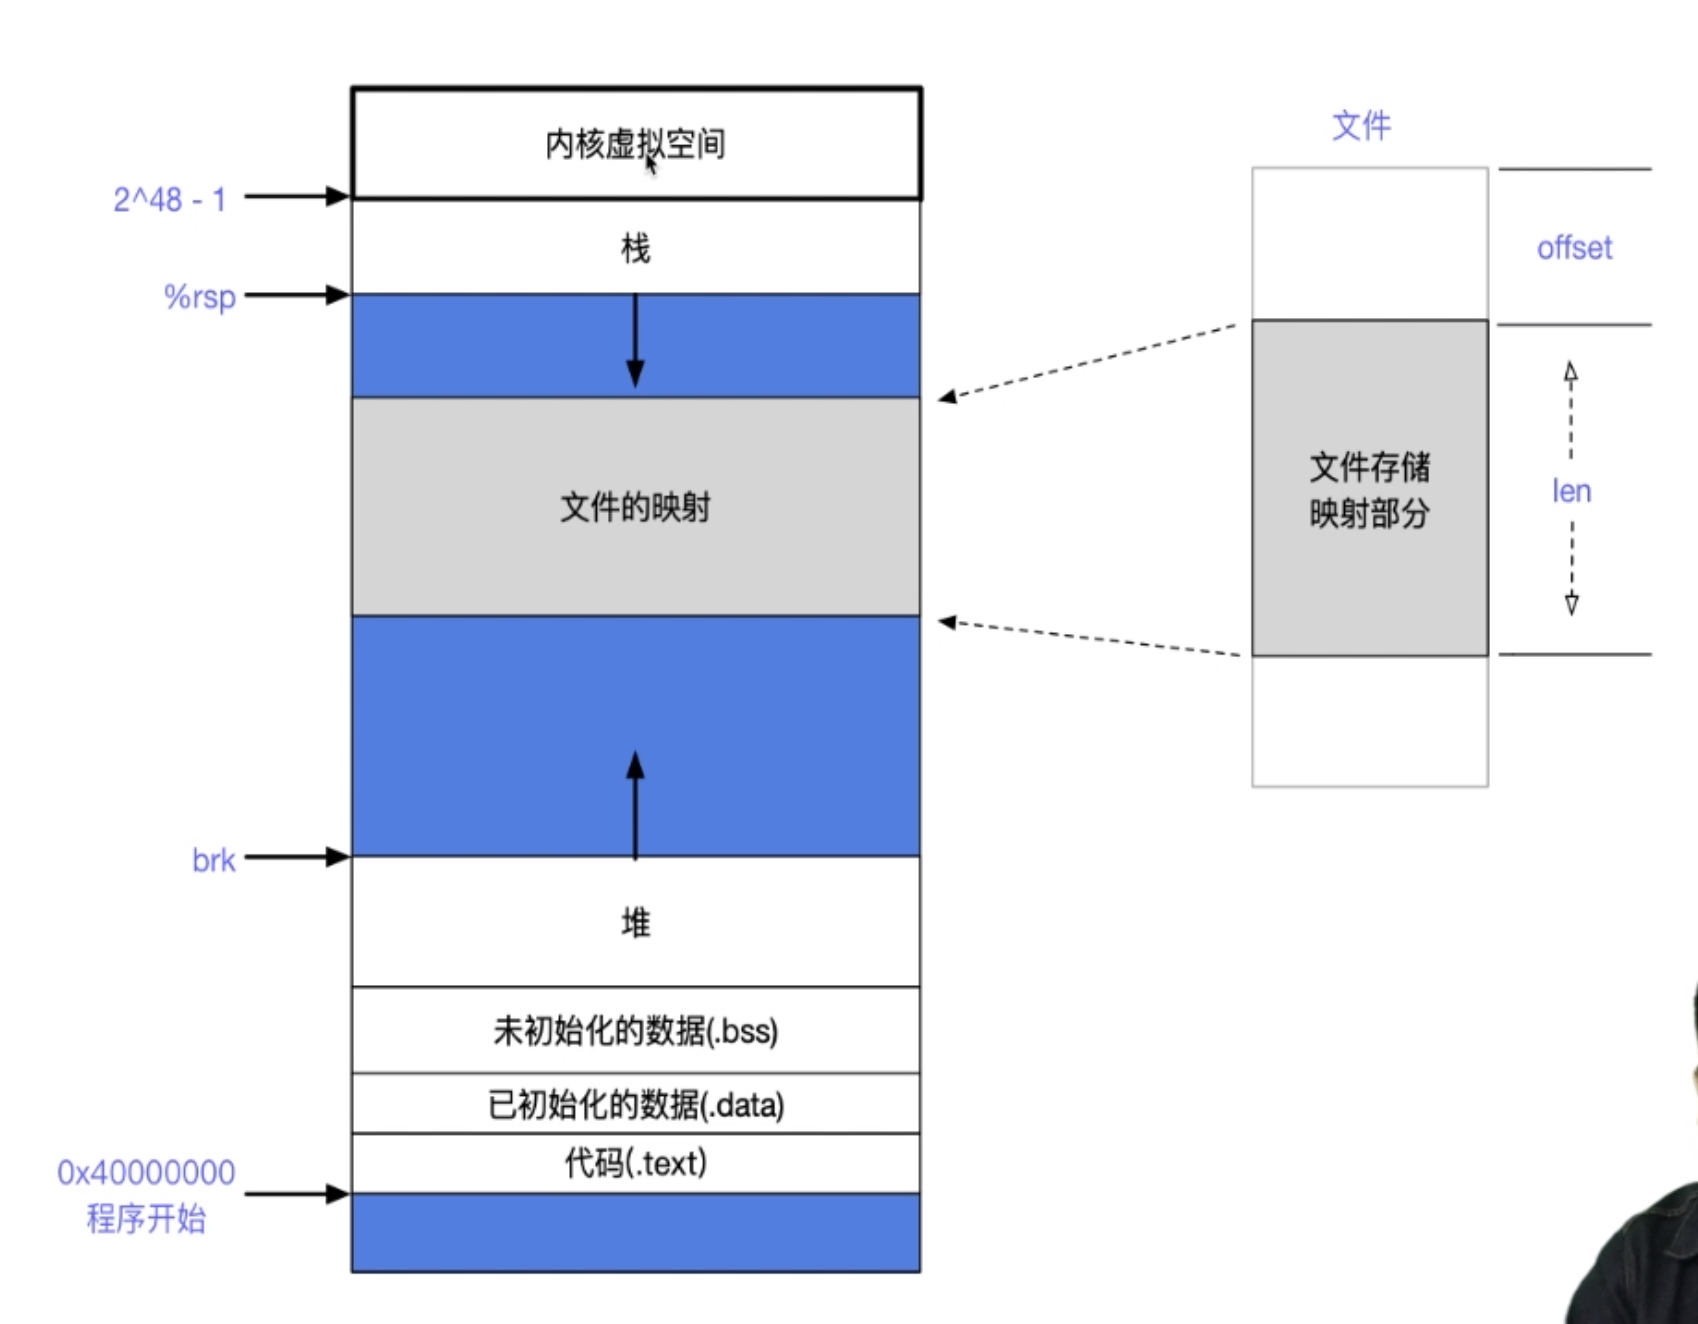 内核虚拟空间
2^48 - 1
栈
%rsp
文件的映射
brk
堆
未初始化的数据(.bss)
已初始化的数据(.data)
代码(.text)
0x40000000
程序开始
文件
offset
文件存储
映射部分
len